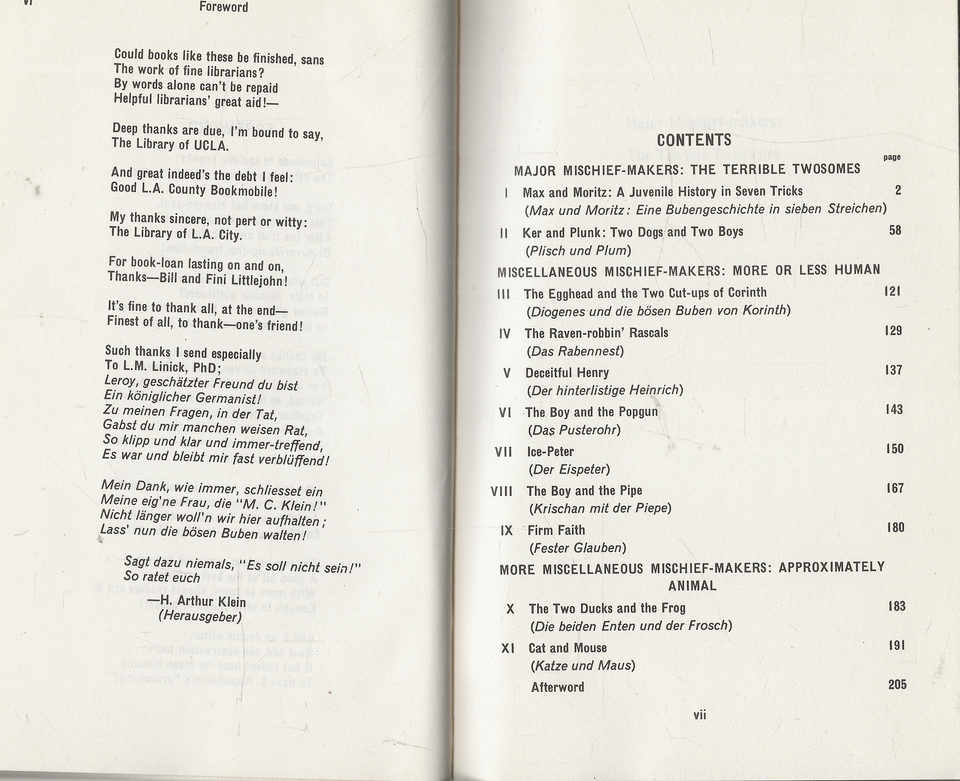 vi
Foreword
Could books like these be finished, sans
The work of fine librarians?
By words alone can't be repaid
Helpful librarians' great aid!—
Deep thanks are due, I'm bound to say,
The Library of UCLA.
And great indeed's the debt I feel:
Good L.A. County Bookmobile!
My thanks sincere, not pert or witty:
The Library of L.A. City.
For book-loan lasting on and on,
Thanks—Bill and Fini Littlejohn!
It's fine to thank all, at the end—
Finest of all, to thank—one's friend!
Such thanks I send especially
To L.M. Linick, PhD;
Leroy, geschätzter Freund du bist
Ein königlicher Germanist!
Zu meinen Fragen, in der Tat,
Gabst du mir manchen weisen Rat,
So klipp und klar und immer-treffend,
Es war und bleibt mir fast verblüffend!
Mein Dank, wie immer, schliesset ein
Meine eig'ne Frau, die "M. C. Klein!"
Nicht länger woll'n wir hier aufhalten;
Lass' nun die bösen Buben walten!
Sagt dazu niemals, "Es soll nicht sein!"
So ratet euch
—H. Arthur Klein
(Herausgeber)
CONTENTS
page
MAJOR MISCHIEF-MAKERS: THE TERRIBLE TWOSOMES
I Max and Moritz: A Juvenile History in Seven Tricks 2
(Max und Moritz: Eine Bubengeschichte in sieben Streichen)
II Ker and Plunk: Two Dogs and Two Boys 58
(Plisch und Plum)
MISCELLANEOUS MISCHIEF-MAKERS: MORE OR LESS HUMAN
III The Egghead and the Two Cut-ups of Corinth 121
(Diogenes und die bösen Buben von Korinth)
IV The Raven-robbin' Rascals 129
(Das Rabennest)
V Deceitful Henry 137
(Der hinterlistige Heinrich)
VI The Boy and the Popgun 143
(Das Pusterohr)
VII Ice-Peter 150
(Der Eispeter)
VIII The Boy and the Pipe 167
(Krischan mit der Piepe)
IX Firm Faith 180
(Fester Glauben)
MORE MISCELLANEOUS MISCHIEF-MAKERS: APPROXIMATELY
ANIMAL
X The Two Ducks and the Frog 183
(Die beiden Enten und der Frosch)
XI Cat and Mouse 191
(Katze und Maus)
Afterword 205
vii